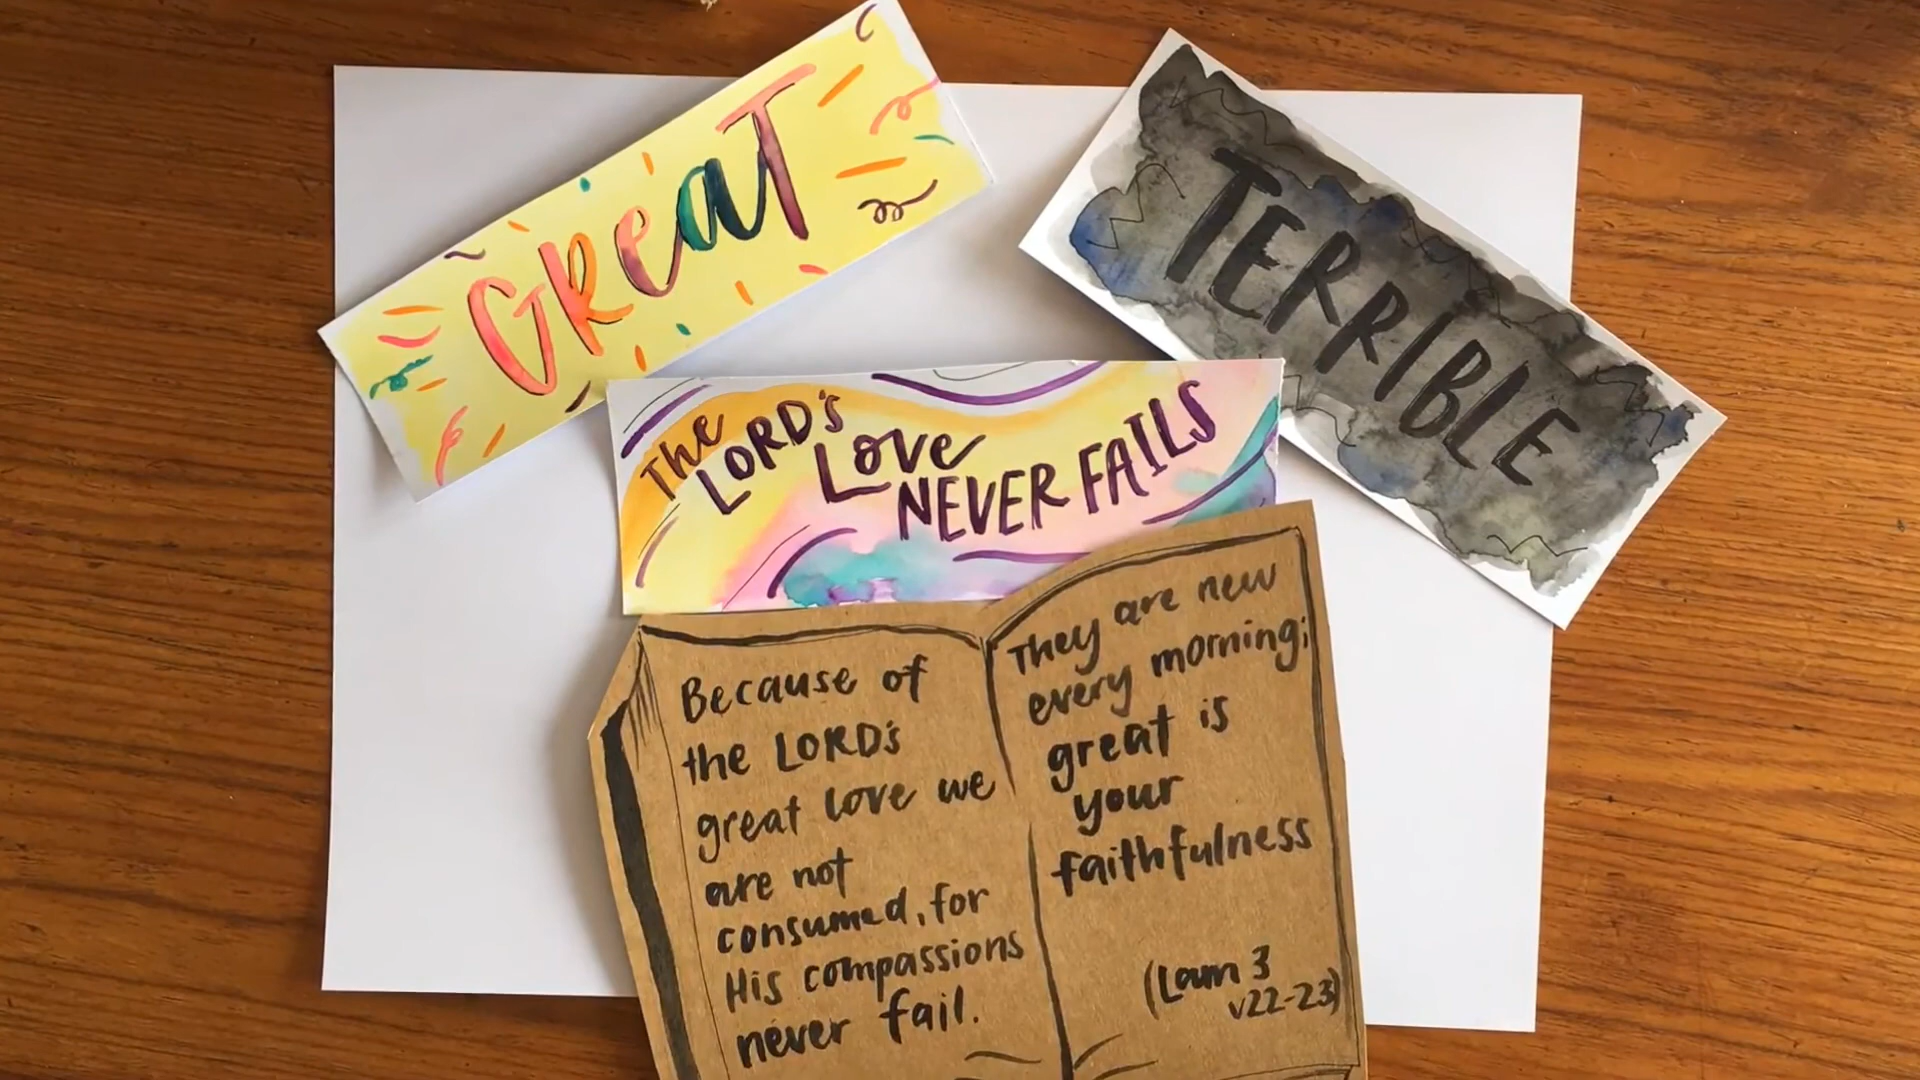 GReaT
TERRIBLE
The LORD's Love
NEVER FAILS
Because of
the LORD's
great love we
are not
consumed, for
His compassions
never fail.
They are new
every morning;
great is
your
faithfulness
(Lam 3
v22-23)